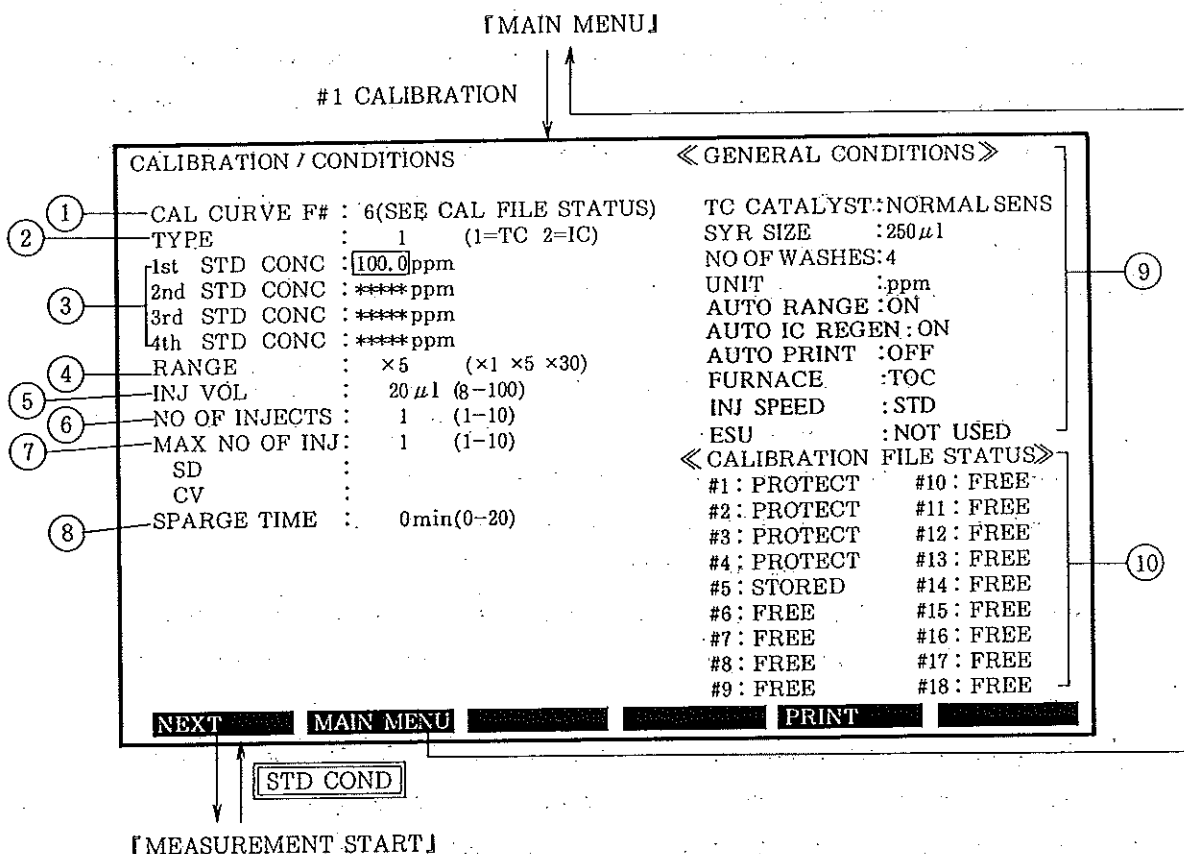 『MAIN MENU』
#1 CALIBRATION
CALIBRATION / CONDITIONS
① CAL CURVE F# : 6(SEE CAL FILE STATUS)
② TYPE : 1 (1=TC 2=IC)
③
1st STD CONC : 100.0 ppm
2nd STD CONC : ***** ppm
3rd STD CONC : ***** ppm
4th STD CONC : ***** ppm
④ RANGE : ×5 (×1 ×5 ×30)
⑤ INJ VOL : 20 μl (8-100)
⑥ NO OF INJECTS : 1 (1-10)
⑦ MAX NO OF INJ : 1 (1-10)
SD :
CV :
⑧ SPARGE TIME : 0min(0-20)
≪GENERAL CONDITIONS≫
TC CATALYST:NORMAL SENS
SYR SIZE :250μl
NO OF WASHES:4
UNIT :ppm
AUTO RANGE :ON
AUTO IC REGEN:ON
AUTO PRINT :OFF
FURNACE :TOC
INJ SPEED :STD
ESU :NOT USED
⑨
≪CALIBRATION FILE STATUS≫
#1: PROTECT #10: FREE
#2: PROTECT #11: FREE
#3: PROTECT #12: FREE
#4: PROTECT #13: FREE
#5: STORED #14: FREE
#6: FREE #15: FREE
#7: FREE #16: FREE
#8: FREE #17: FREE
#9: FREE #18: FREE
⑩
NEXT MAIN MENU PRINT
STD COND
『MEASUREMENT START』